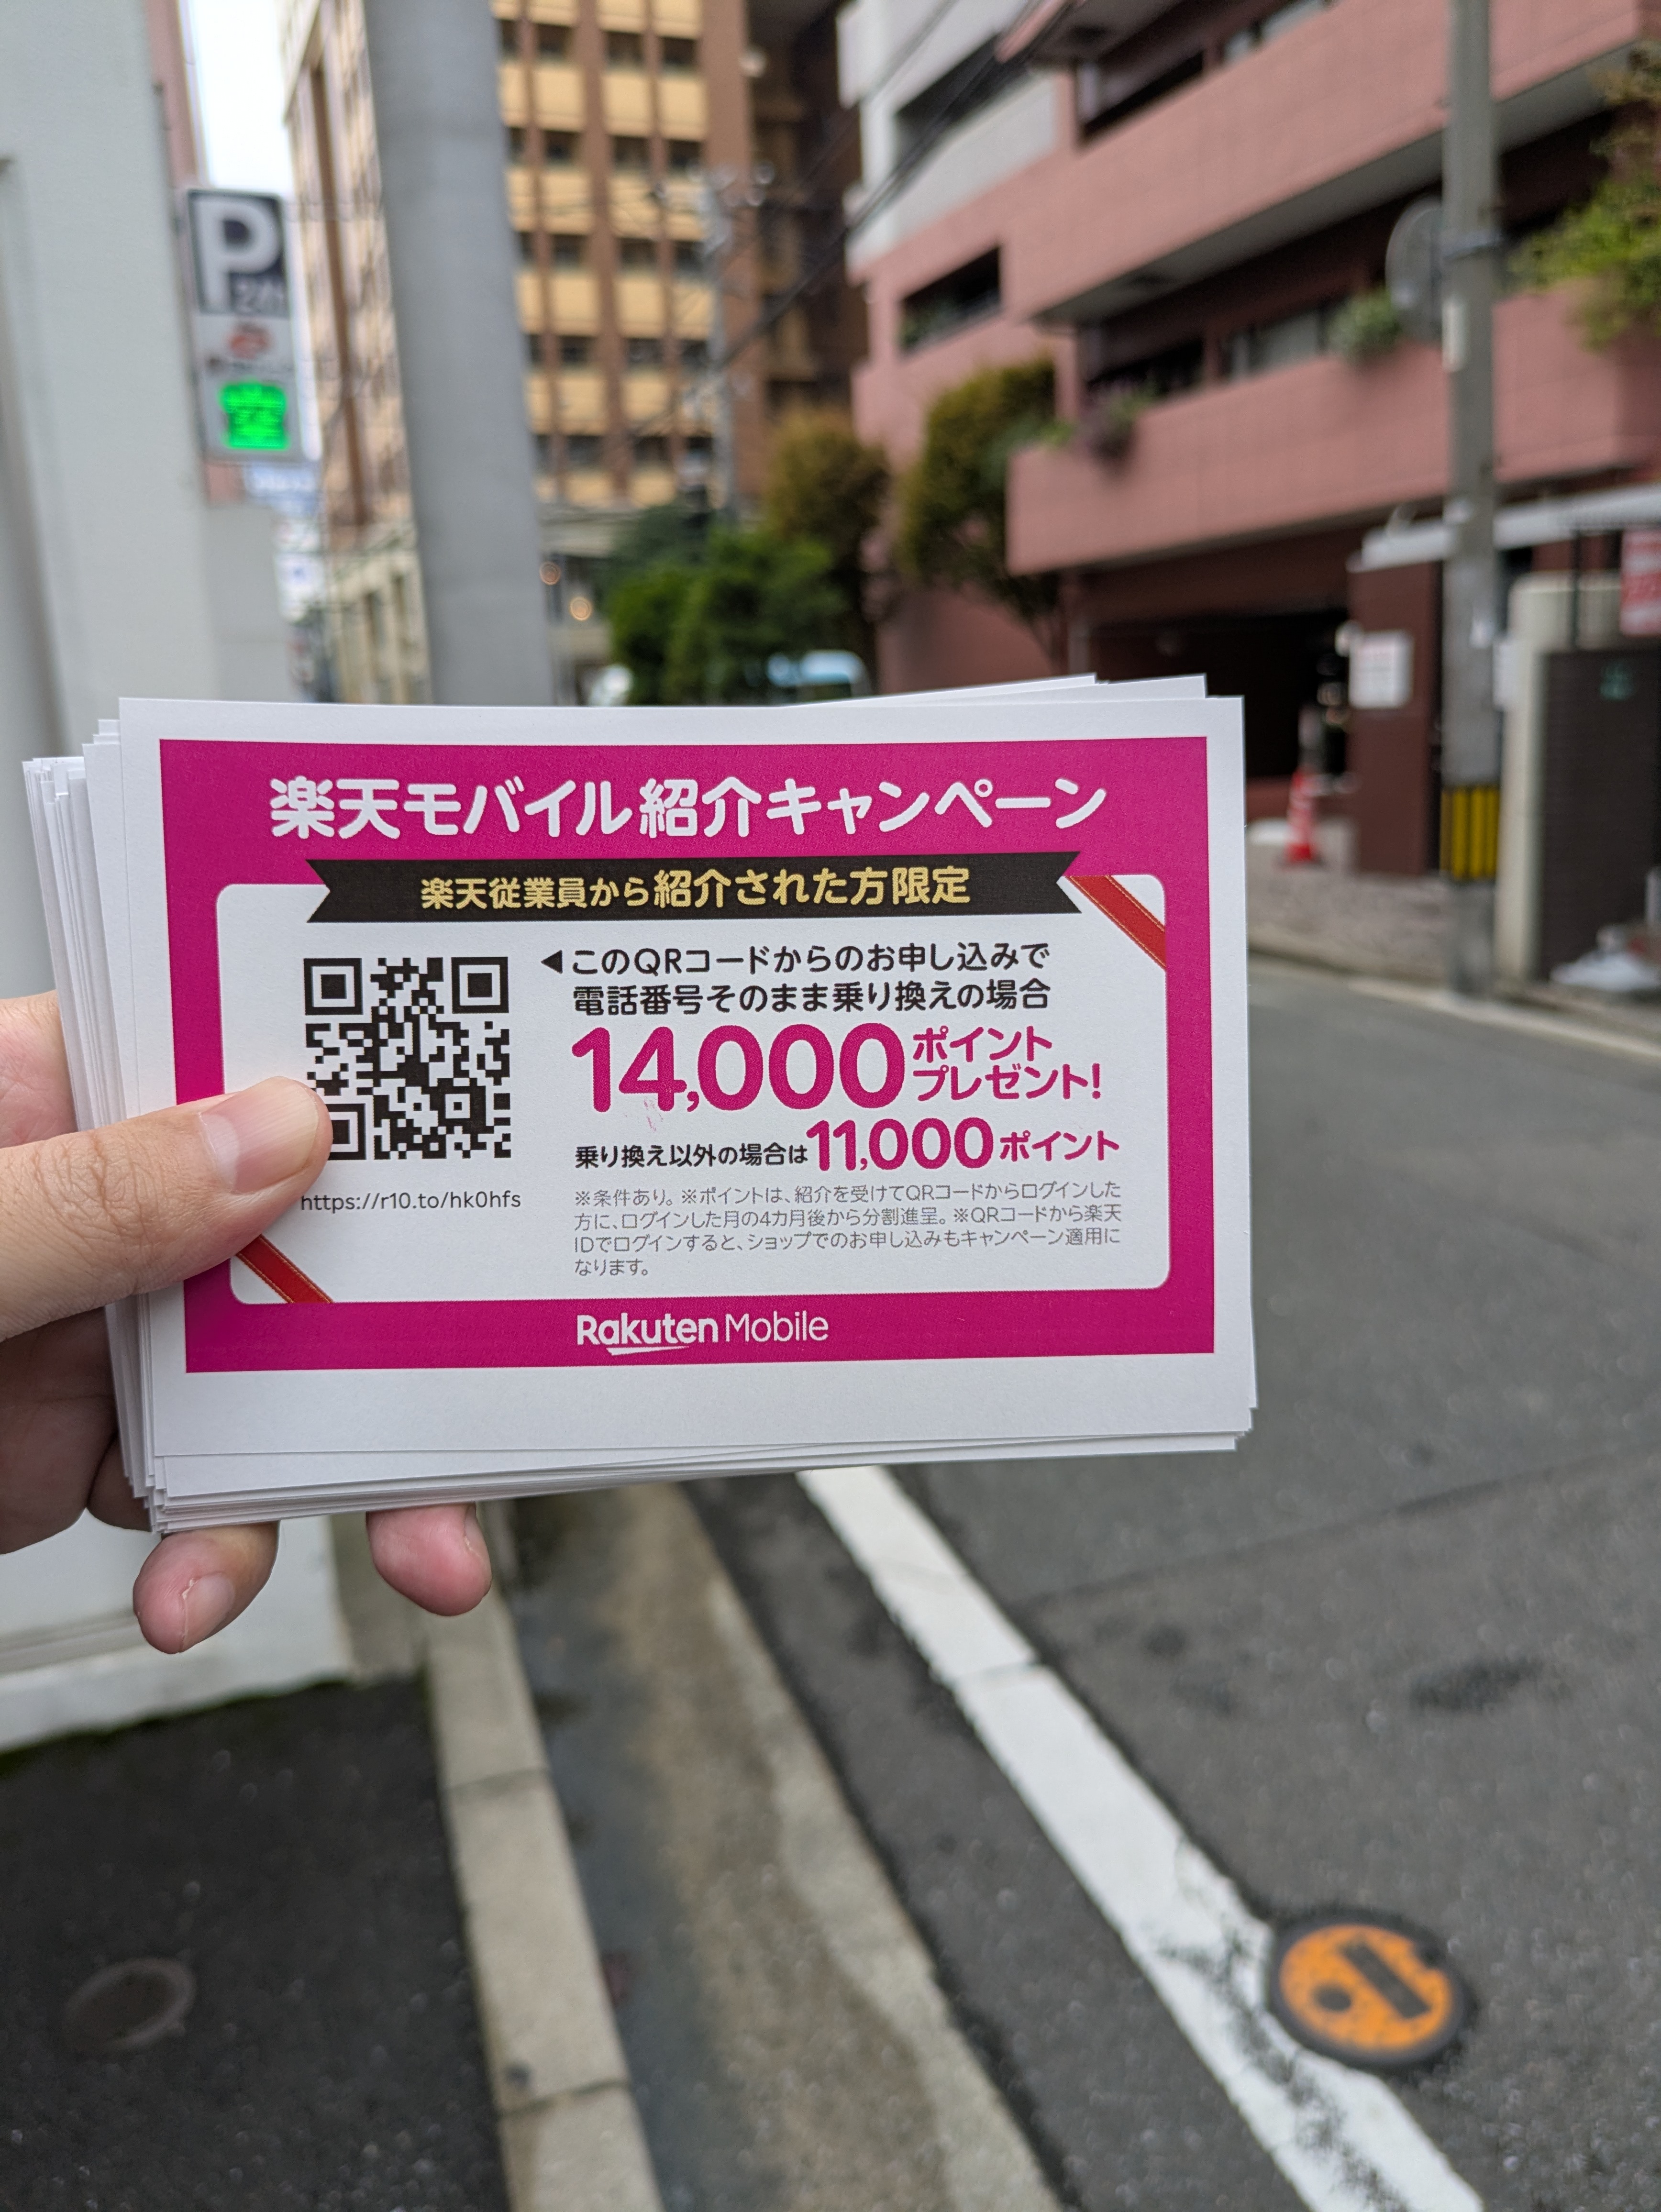 P
24h
空
楽天モバイル紹介キャンペーン
楽天従業員から紹介された方限定
◀このQRコードからのお申し込みで
電話番号そのまま乗り換えの場合
14,000ポイント
プレゼント!
乗り換え以外の場合は11,000ポイント
https://r10.to/hk0hfs
※条件あり。※ポイントは、紹介を受けてQRコードからログインした
方に、ログインした月の4カ月後から分割進呈。※QRコードから楽天
IDでログインすると、ショップでのお申し込みもキャンペーン適用に
なります。
Rakuten Mobile